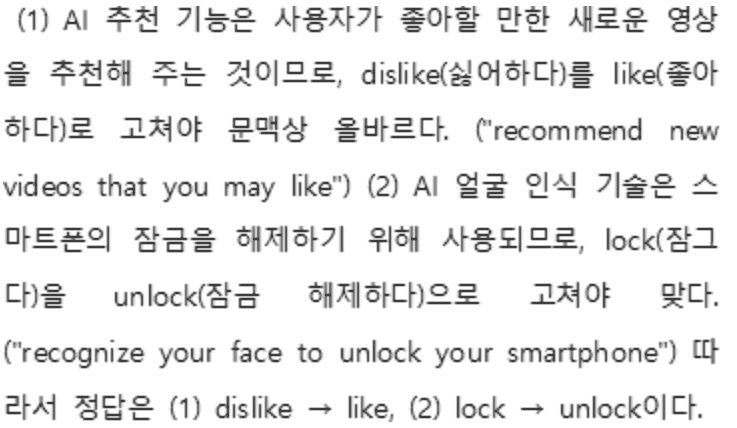 (1) AI 추천 기능은 사용자가 좋아할 만한 새로운 영상
을 추천해 주는 것이므로, dislike(싫어하다)를 like(좋아
하다)로 고쳐야 문맥상 올바르다. ("recommend new
videos that you may like") (2) AI 얼굴 인식 기술은 스
마트폰의 잠금을 해제하기 위해 사용되므로, lock(잠그
다)을 unlock(잠금 해제하다)으로 고쳐야 맞다.
("recognize your face to unlock your smartphone") 따
라서 정답은 (1) dislike → like, (2) lock → unlock이다.